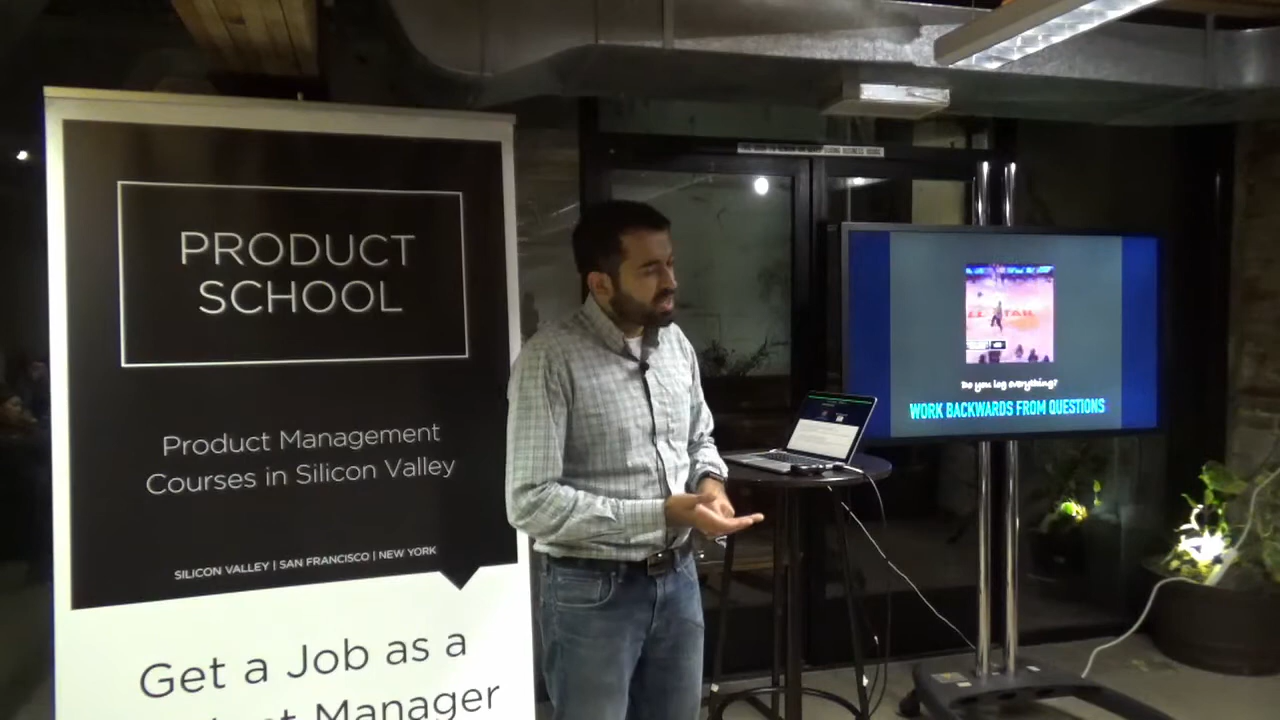 PRODUCT
SCHOOL
Product Management
Courses in Silicon Valley
SILICON VALLEY | SAN FRANCISCO | NEW YORK
Get a Job as a
Manager
Do you log everything?
WORK BACKWARDS FROM QUESTIONS